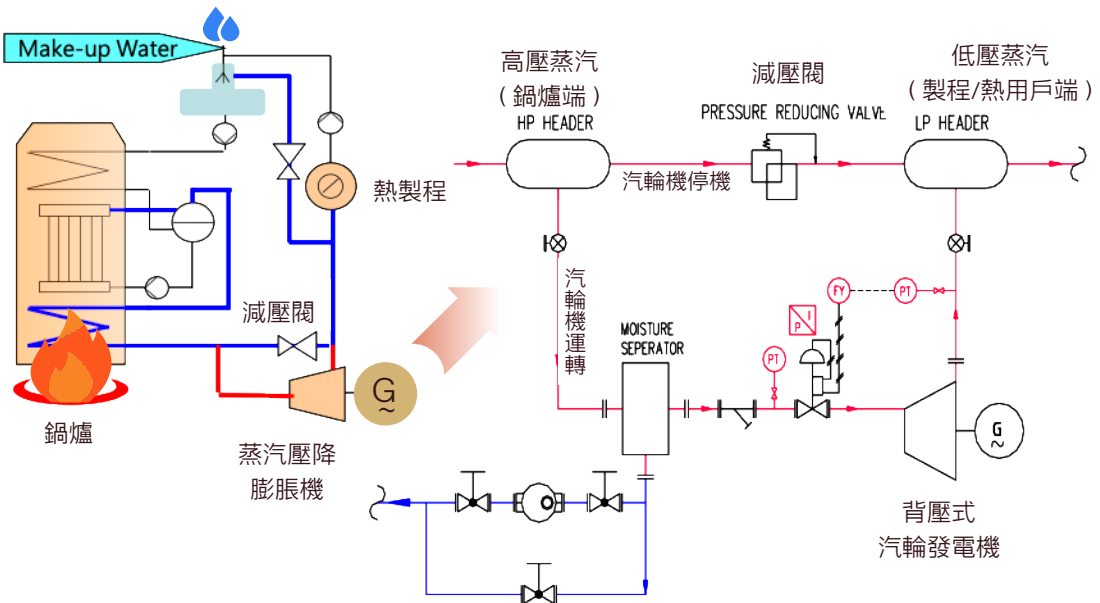 Make-up Water
熱製程
減壓閥
G
~
鍋爐
蒸汽壓降
膨脹機
高壓蒸汽
(鍋爐端)
HP HEADER
減壓閥
PRESSURE REDUCING VALVE
低壓蒸汽
(製程/熱用戶端)
LP HEADER
汽輪機停機
汽輪機運轉
MOISTURE
SEPERATOR
PT
I
P
FY
PT
G
~
背壓式
汽輪發電機